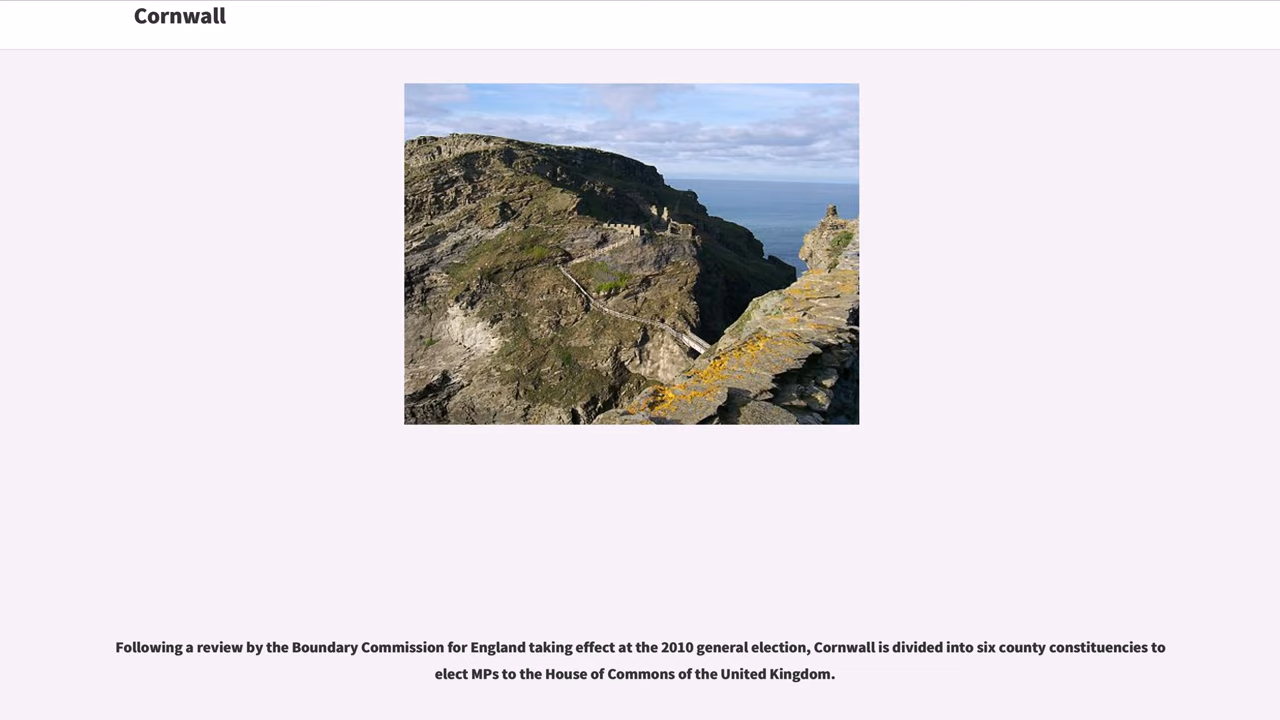 Cornwall
Following a review by the Boundary Commission for England taking effect at the 2010 general election, Cornwall is divided into six county constituencies to
elect MPs to the House of Commons of the United Kingdom.